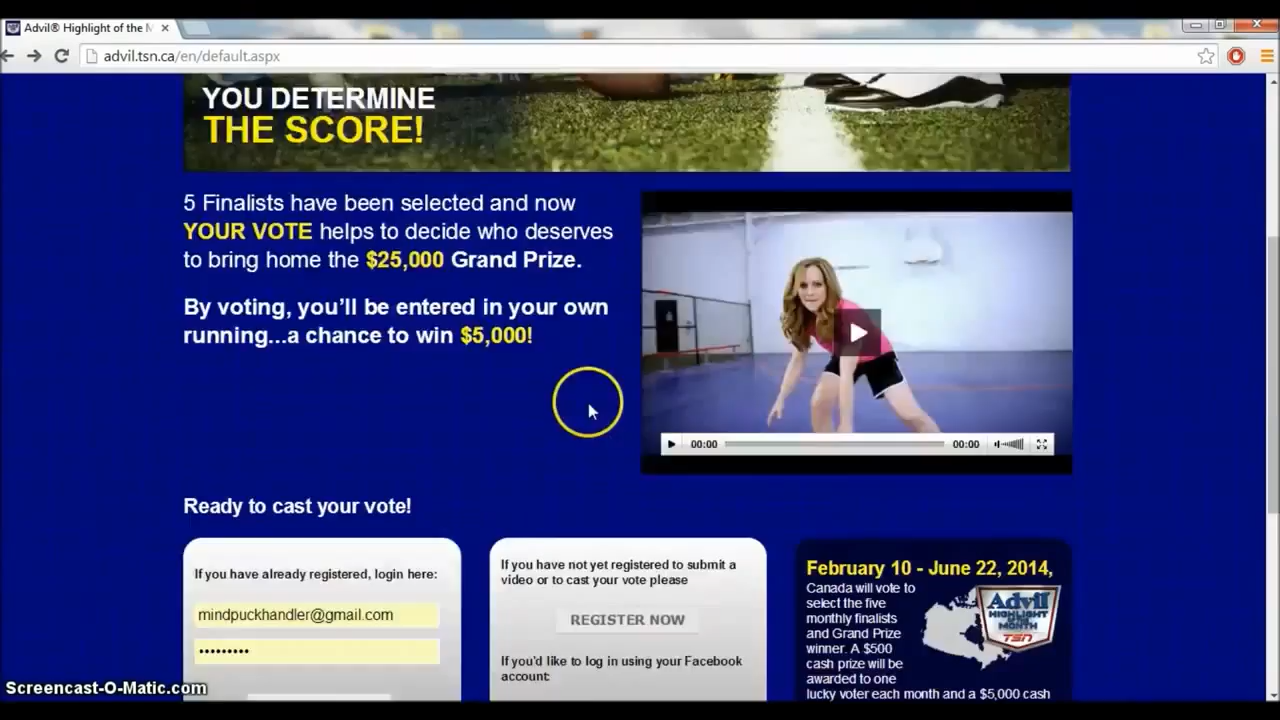 Advil® Highlight of the M
advil.tsn.ca/en/default.aspx
YOU DETERMINE
THE SCORE!
5 Finalists have been selected and now
YOUR VOTE helps to decide who deserves
to bring home the $25,000 Grand Prize.
By voting, you’ll be entered in your own
running...a chance to win $5,000!
00:00 00:00
Ready to cast your vote!
If you have already registered, login here:
mindpuckhandler@gmail.com
•••••••••
If you have not yet registered to submit a
video or to cast your vote please
REGISTER NOW
If you'd like to log in using your Facebook
account:
February 10 - June 22, 2014,
Canada will vote to
select the five
monthly finalists
and Grand Prize
winner. A $500
cash prize will be
awarded to one
lucky voter each month and a $5,000 cash
Advil
HIGHLIGHT
OF THE
MONTH
TSN
Screencast-O-Matic.com